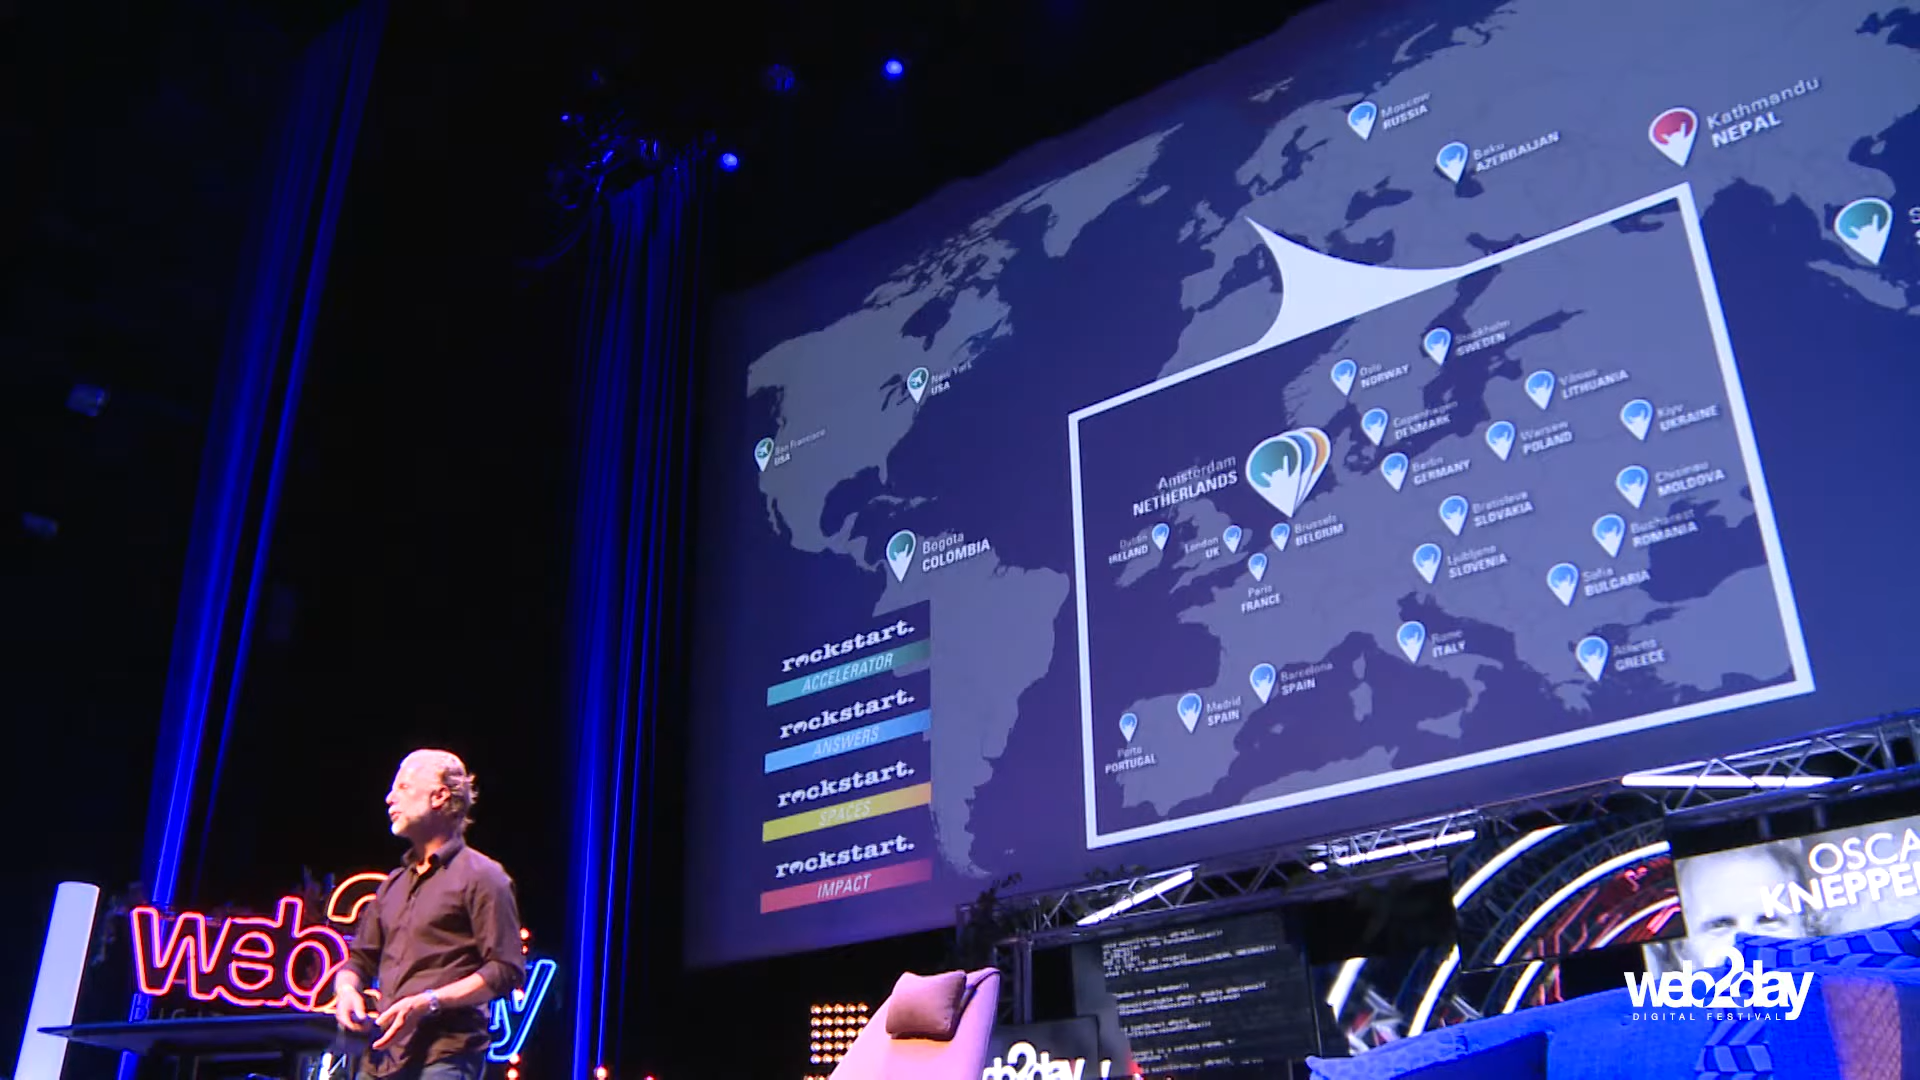 Moscow
RUSSIA
Baku
AZERBAIJAN
Kathmandu
NEPAL
New York
USA
San Francisco
USA
Bogota
COLOMBIA
Stockholm
SWEDEN
Oslo
NORWAY
Vilnius
LITHUANIA
Copenhagen
DENMARK
Kiyv
UKRAINE
Warsaw
POLAND
Amsterdam
NETHERLANDS
Berlin
GERMANY
Chisinau
MOLDOVA
Bratislava
SLOVAKIA
Bucharest
ROMANIA
Dublin
IRELAND
London
UK
Brussels
BELGIUM
Ljubljana
SLOVENIA
Sofia
BULGARIA
Paris
FRANCE
Rome
ITALY
Athens
GREECE
Barcelona
SPAIN
Madrid
SPAIN
Porto
PORTUGAL
rockstart.
ACCELERATOR
rockstart.
ANSWERS
rockstart.
SPACES
rockstart.
IMPACT
web2
y
OSCA
KNEPPE
web2day
DIGITAL FESTIVAL
web2day